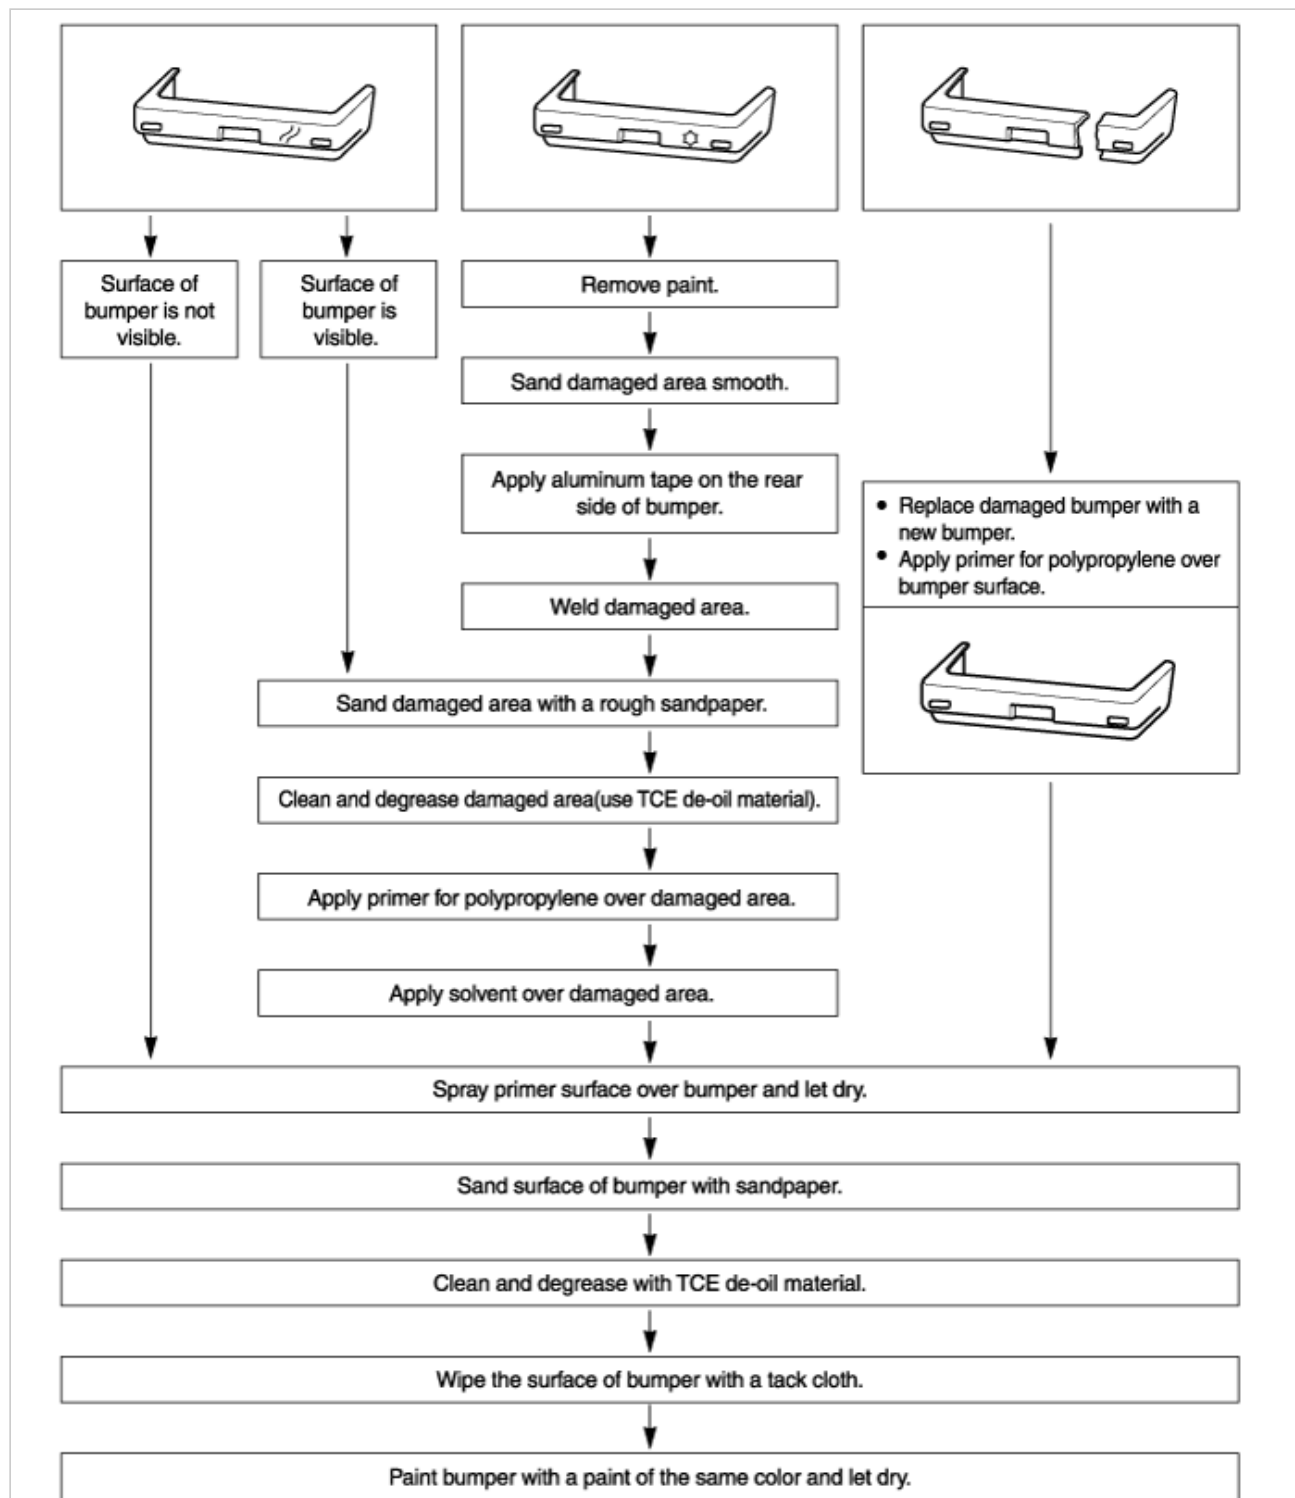 Surface of
bumper is not
visible.
Surface of
bumper is
visible.
Remove paint.
Sand damaged area smooth.
Apply aluminum tape on the rear
side of bumper.
Weld damaged area.
• Replace damaged bumper with a
new bumper.
• Apply primer for polypropylene over
bumper surface.
Sand damaged area with a rough sandpaper.
Clean and degrease damaged area(use TCE de-oil material).
Apply primer for polypropylene over damaged area.
Apply solvent over damaged area.
Spray primer surface over bumper and let dry.
Sand surface of bumper with sandpaper.
Clean and degrease with TCE de-oil material.
Wipe the surface of bumper with a tack cloth.
Paint bumper with a paint of the same color and let dry.